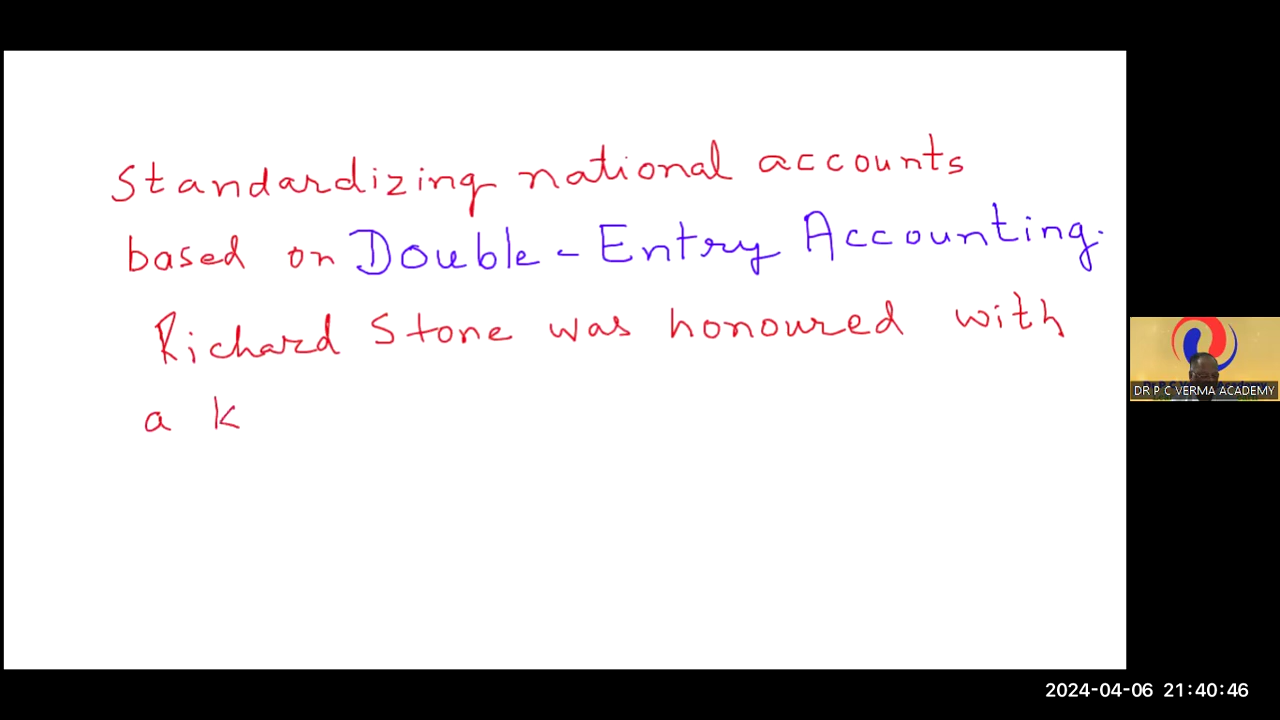 Standardizing national accounts
based on Double - Entry Accounting.
Richard Stone was honoured with
a k
DR P C VERMA ACADEMY
2024-04-06 21:40:46